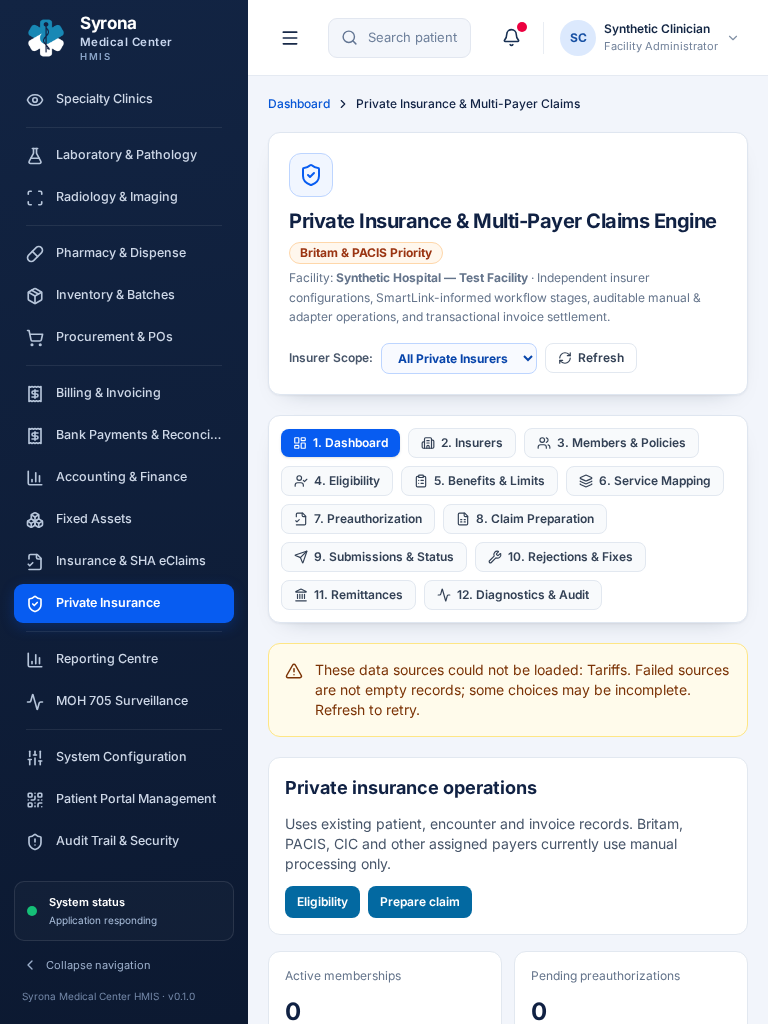 Syrona
Medical Center
HMIS
Specialty Clinics
Laboratory & Pathology
Radiology & Imaging
Pharmacy & Dispense
Inventory & Batches
Procurement & POs
Billing & Invoicing
Bank Payments & Reconci...
Accounting & Finance
Fixed Assets
Insurance & SHA eClaims
Private Insurance
Reporting Centre
MOH 705 Surveillance
System Configuration
Patient Portal Management
Audit Trail & Security
System status
Application responding
Collapse navigation
Syrona Medical Center HMIS · v0.1.0
Search patient
SC
Synthetic Clinician
Facility Administrator
Dashboard > Private Insurance & Multi-Payer Claims
Private Insurance & Multi-Payer Claims Engine
Britam & PACIS Priority
Facility: Synthetic Hospital — Test Facility · Independent insurer
configurations, SmartLink-informed workflow stages, auditable manual &
adapter operations, and transactional invoice settlement.
Insurer Scope: All Private Insurers Refresh
1. Dashboard 2. Insurers 3. Members & Policies
4. Eligibility 5. Benefits & Limits 6. Service Mapping
7. Preauthorization 8. Claim Preparation
9. Submissions & Status 10. Rejections & Fixes
11. Remittances 12. Diagnostics & Audit
These data sources could not be loaded: Tariffs. Failed sources
are not empty records; some choices may be incomplete.
Refresh to retry.
Private insurance operations
Uses existing patient, encounter and invoice records. Britam,
PACIS, CIC and other assigned payers currently use manual
processing only.
Eligibility Prepare claim
Active memberships
0
Pending preauthorizations
0